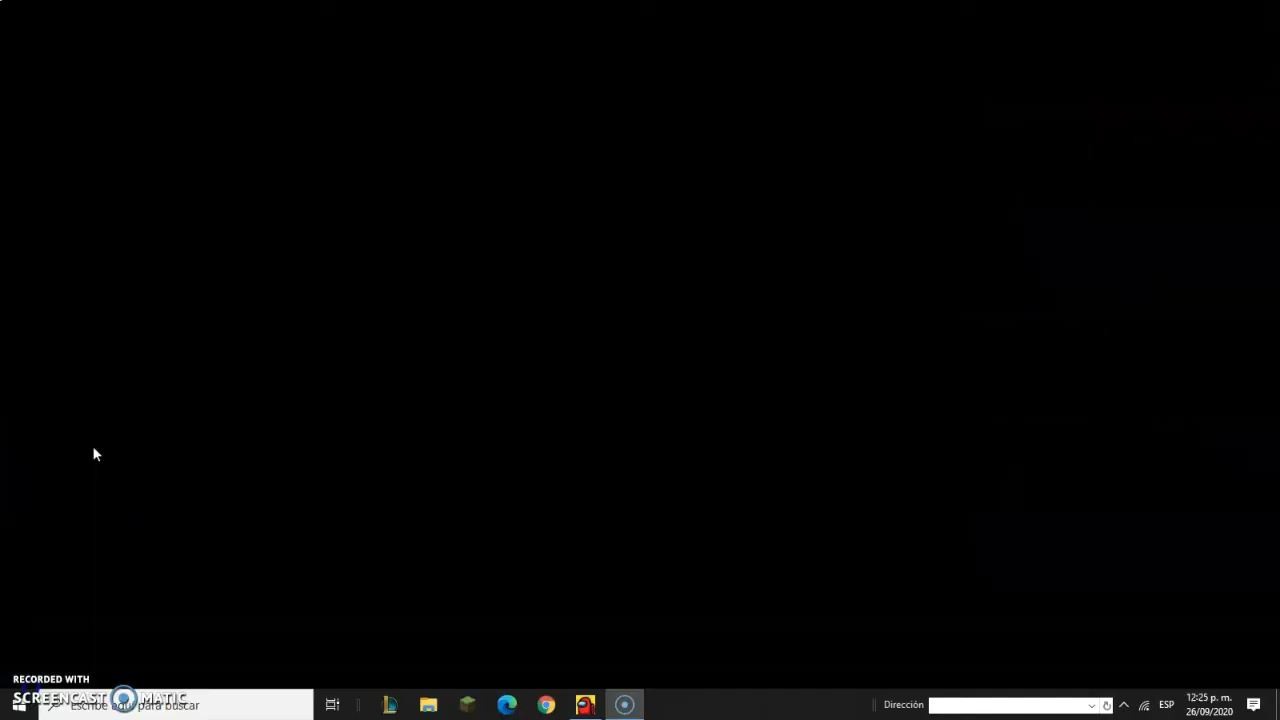 RECORDED WITH
SCREENCAST MATIC
Escribe aquí para buscar
Dirección
ESP
12:25 p. m.
26/09/2020